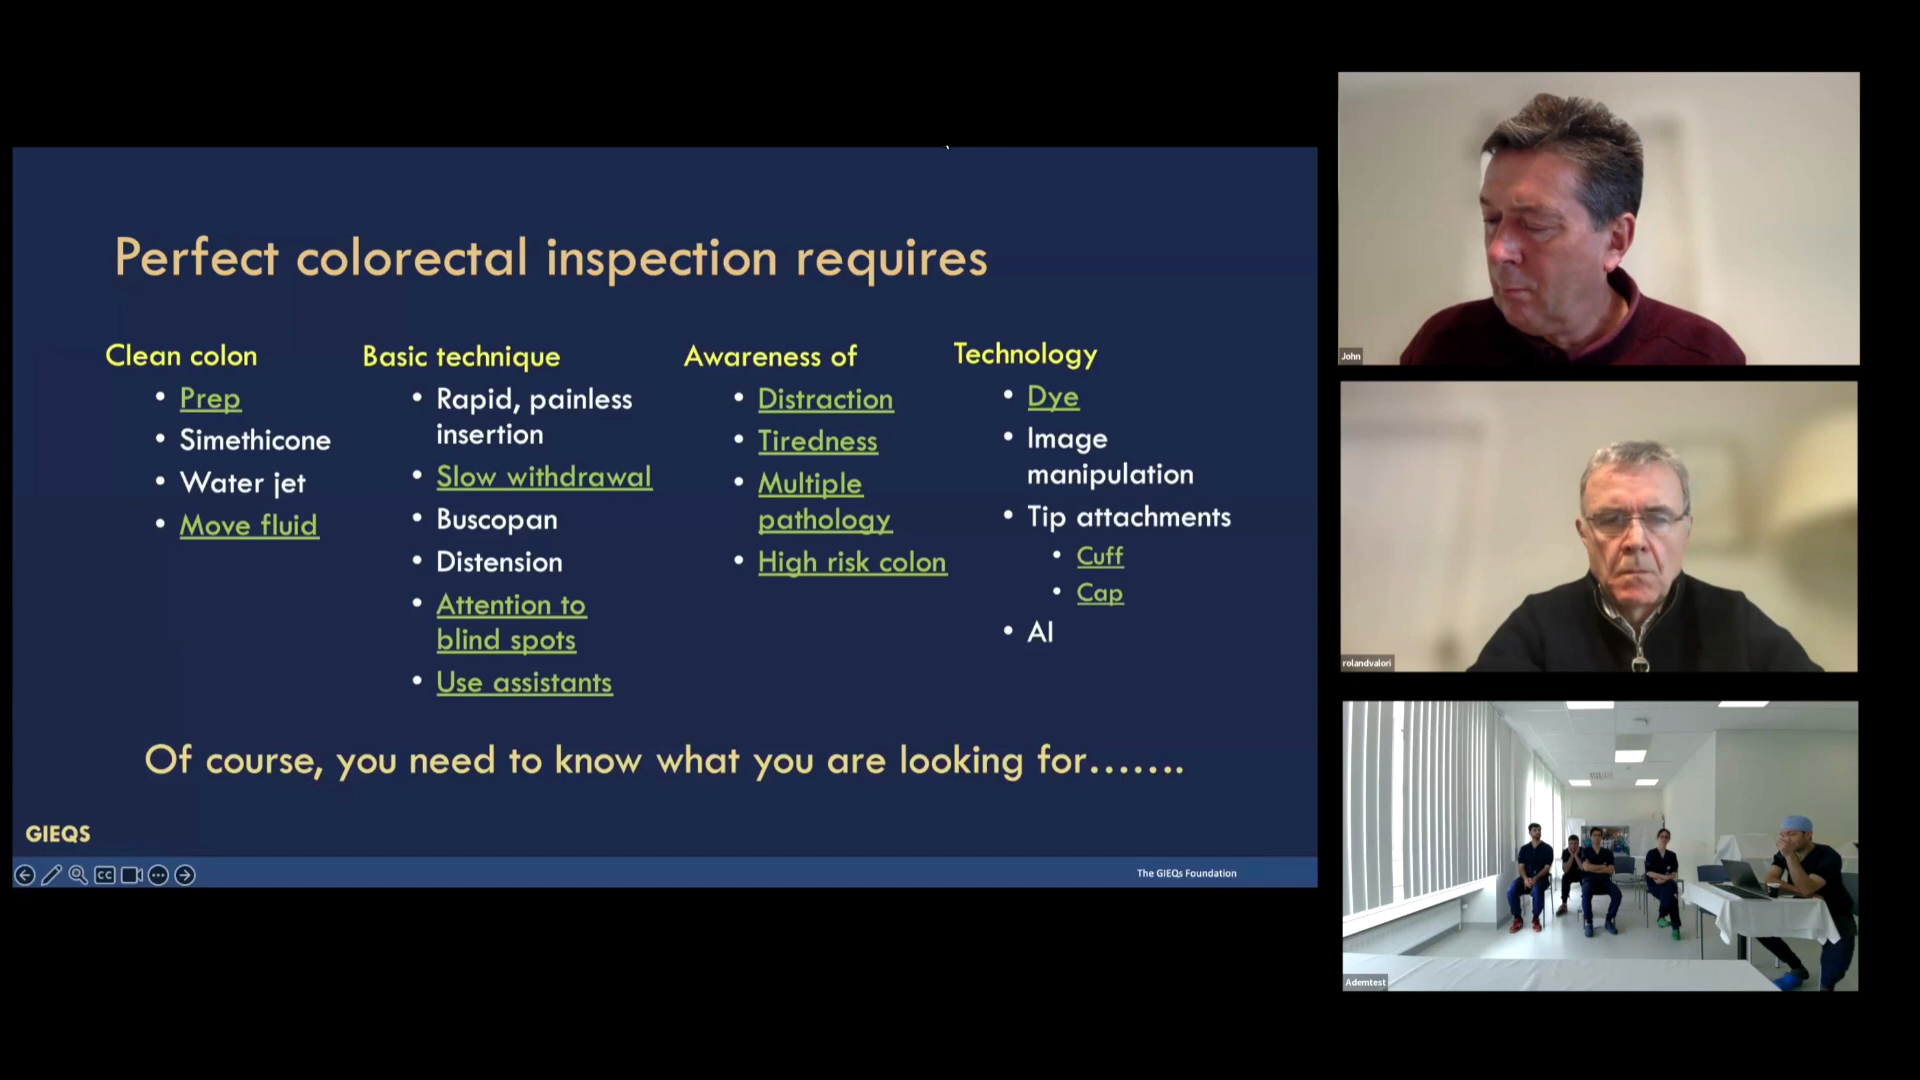 Perfect colorectal inspection requires
Clean colon
• Prep
• Simethicone
• Water jet
• Move fluid
Basic technique
• Rapid, painless
insertion
• Slow withdrawal
• Buscopan
• Distension
• Attention to
blind spots
• Use assistants
Awareness of
• Distraction
• Tiredness
• Multiple
pathology
• High risk colon
Technology
• Dye
• Image
manipulation
• Tip attachments
• Cuff
• Cap
• AI
Of course, you need to know what you are looking for.......
GIEQS
CC
The GIEQs Foundation
John
rolandvalori
Ademtest